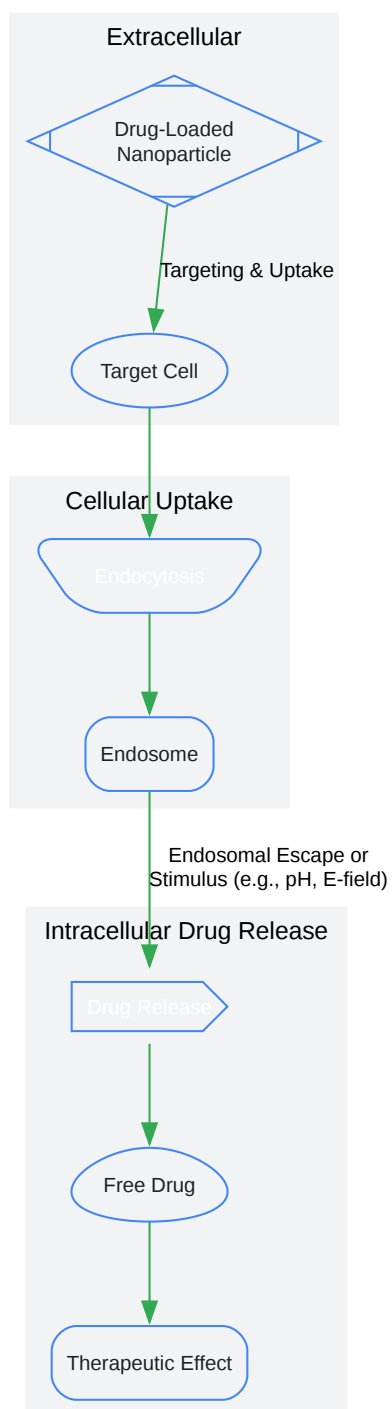 Extracellular
Drug-Loaded
Nanoparticle
Targeting & Uptake
Target Cell
Cellular Uptake
Endocytosis
Endosome
Endosomal Escape or
Stimulus (e.g., pH, E-field)
Intracellular Drug Release
Drug Release
Free Drug
Therapeutic Effect